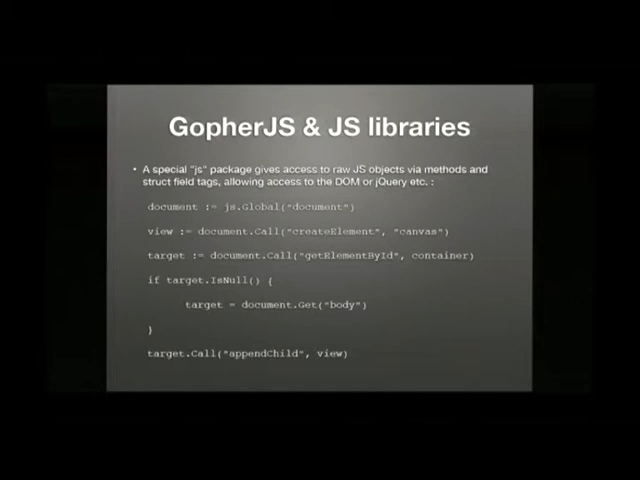 GopherJS & JS libraries
• A special "js" package gives access to raw JS objects via methods and
struct field tags, allowing access to the DOM or jQuery etc. :
document := js.Global("document")
view := document.Call("createElement", "canvas")
target := document.Call("getElementById", container)
if target.IsNull() {
target = document.Get("body")
}
target.Call("appendChild", view)